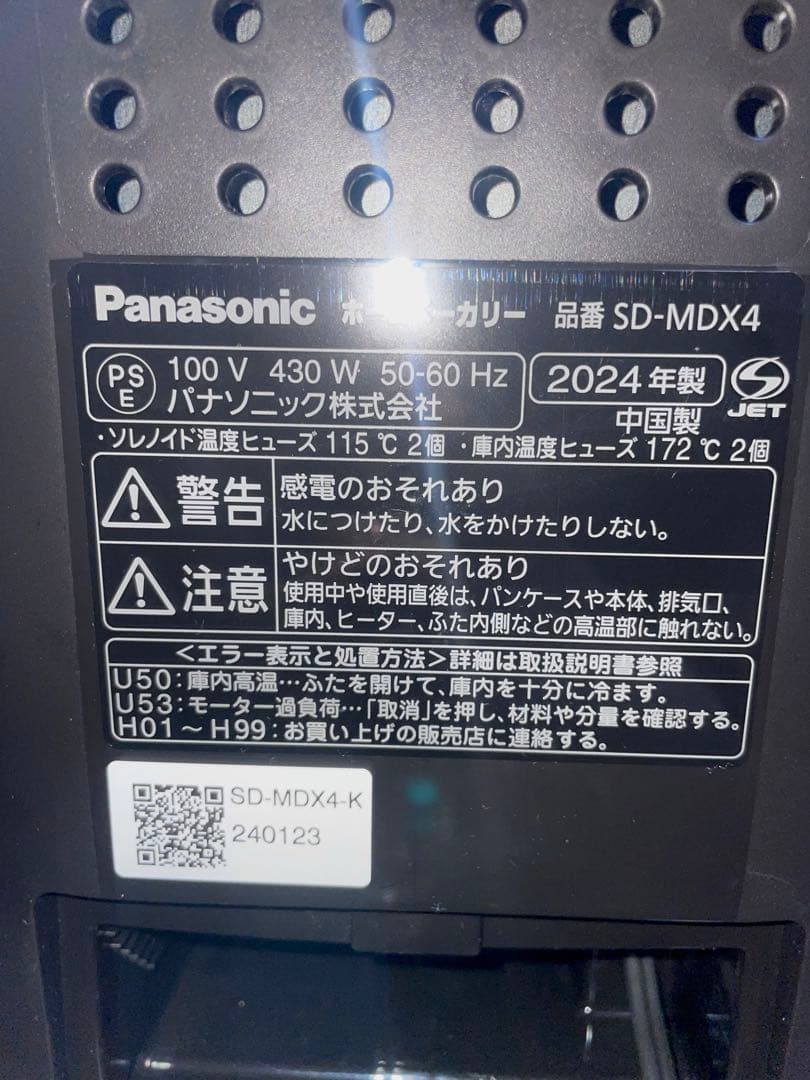 Panasonic ホームベーカリー 品番 SD-MDX4
PS E 100 V 430 W 50-60 Hz 2024年製
パナソニック株式会社 中国製 JET
・ソレノイド温度ヒューズ 115 ℃ 2個 ・庫内温度ヒューズ 172 ℃ 2個
警告 感電のおそれあり
水につけたり、水をかけたりしない。
注意 やけどのおそれあり
使用中や使用直後は、パンケースや本体、排気口、
庫内、ヒーター、ふた内側などの高温部に触れない。
<エラー表示と処置方法>詳細は取扱説明書参照
U50:庫内高温…ふたを開けて、庫内を十分に冷ます。
U53:モーター過負荷…「取消」を押し、材料や分量を確認する。
H01〜H99:お買い上げの販売店に連絡する。
SD-MDX4-K
240123